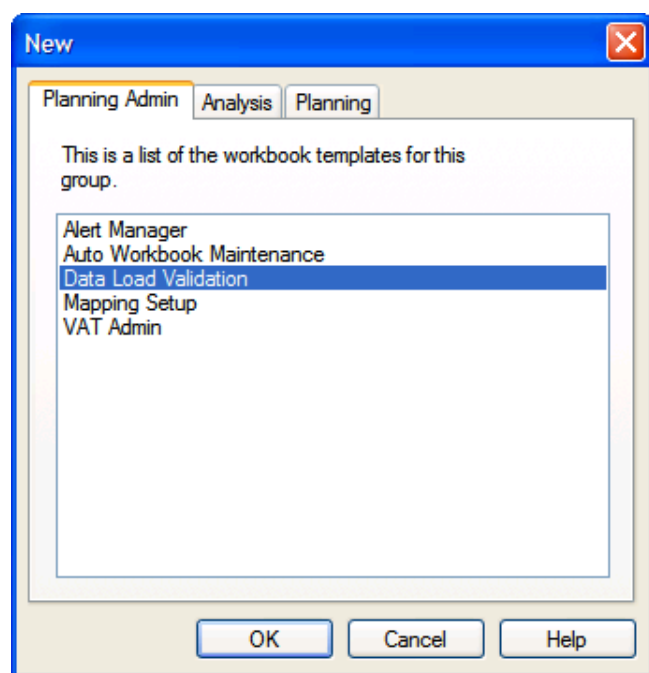 New
Planning Admin Analysis Planning
This is a list of the workbook templates for this
group.
Alert Manager
Auto Workbook Maintenance
Data Load Validation
Mapping Setup
VAT Admin
OK Cancel Help